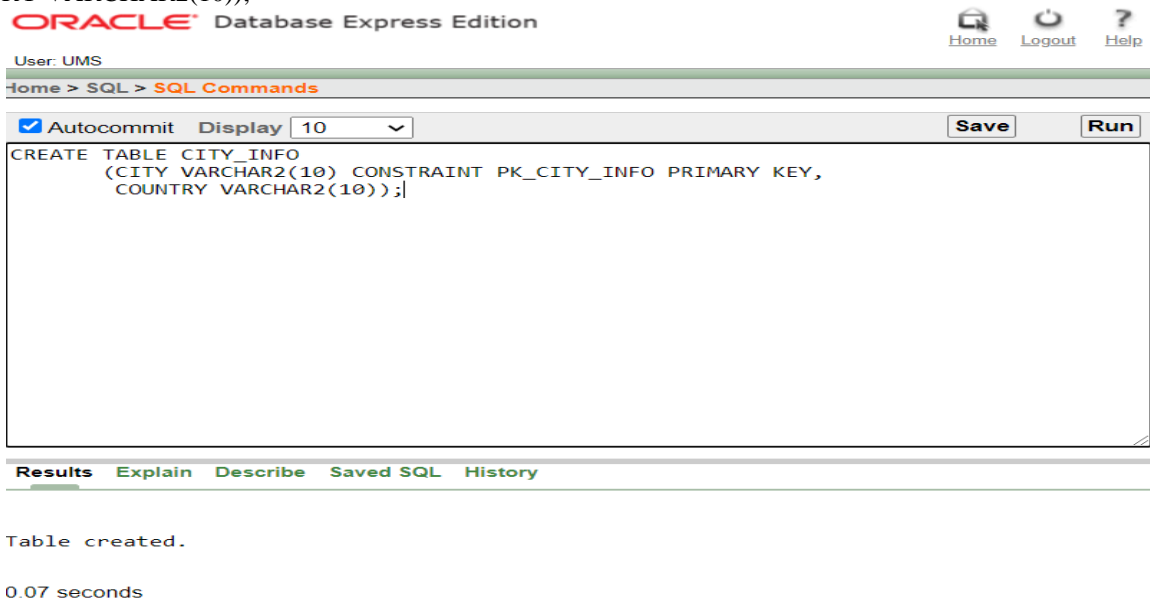 VARCHAR2(10));
ORACLE Database Express Edition
Home Logout ? Help
User: UMS
Home > SQL > SQL Commands
Autocommit Display 10 Save Run
CREATE TABLE CITY_INFO
(CITY VARCHAR2(10) CONSTRAINT PK_CITY_INFO PRIMARY KEY,
COUNTRY VARCHAR2(10));
Results Explain Describe Saved SQL History
Table created.
0.07 seconds